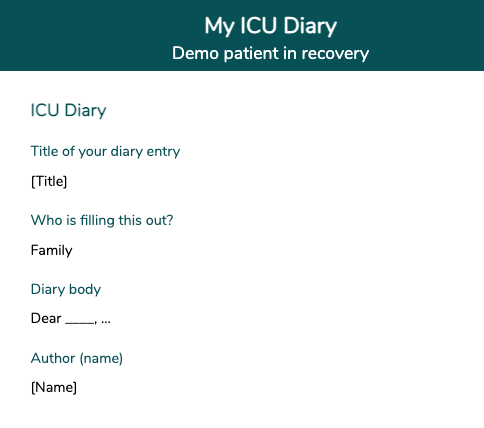 My ICU Diary
Demo patient in recovery
ICU Diary
Title of your diary entry
[Title]
Who is filling this out?
Family
Diary body
Dear ____, ...
Author (name)
[Name]